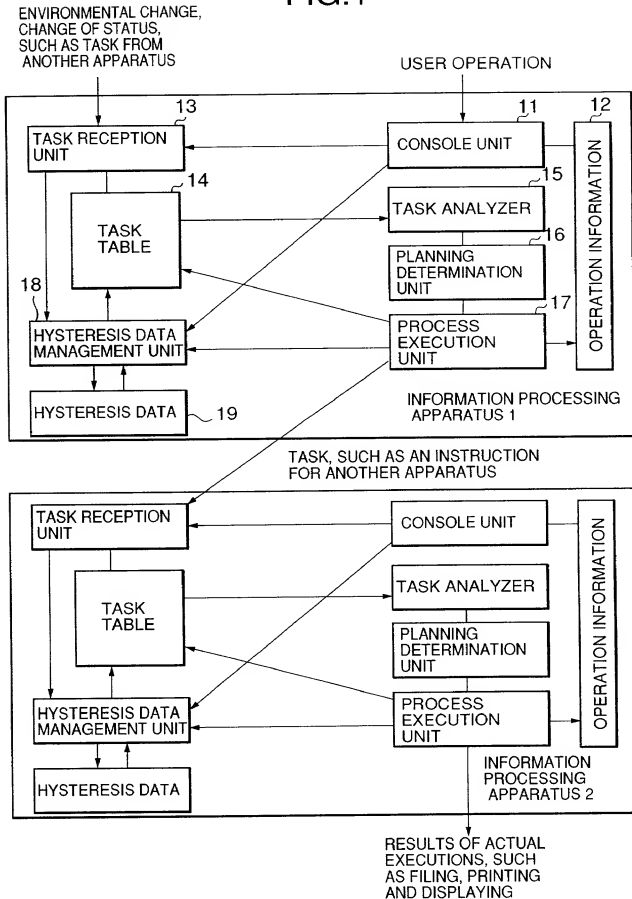 FIG.1
ENVIRONMENTAL CHANGE,
CHANGE OF STATUS,
SUCH AS TASK FROM
ANOTHER APPARATUS
USER OPERATION
13
TASK RECEPTION
UNIT
11
CONSOLE UNIT
12
OPERATION INFORMATION
14
TASK
TABLE
15
TASK ANALYZER
16
PLANNING
DETERMINATION
UNIT
18
HYSTERESIS DATA
MANAGEMENT UNIT
17
PROCESS
EXECUTION
UNIT
HYSTERESIS DATA
19
INFORMATION PROCESSING
APPARATUS 1
TASK, SUCH AS AN INSTRUCTION
FOR ANOTHER APPARATUS
TASK RECEPTION
UNIT
CONSOLE UNIT
OPERATION INFORMATION
TASK
TABLE
TASK ANALYZER
PLANNING
DETERMINATION
UNIT
HYSTERESIS DATA
MANAGEMENT UNIT
PROCESS
EXECUTION
UNIT
HYSTERESIS DATA
INFORMATION
PROCESSING
APPARATUS 2
RESULTS OF ACTUAL
EXECUTIONS, SUCH
AS FILING, PRINTING
AND DISPLAYING